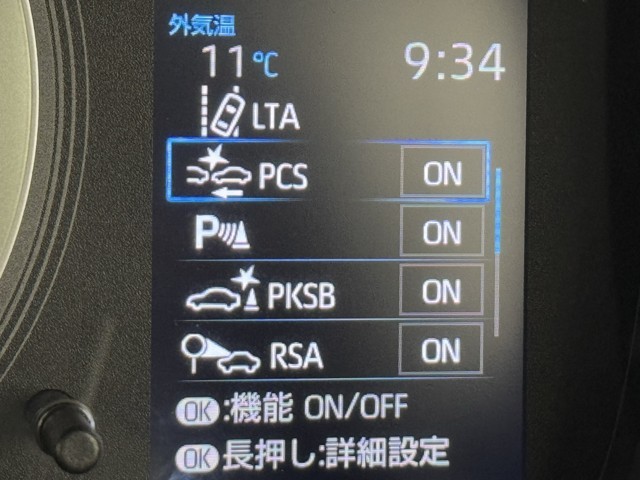 外気温
11℃ 9:34
LTA
PCS ON
P ON
PKSB ON
RSA ON
OK:機能 ON/OFF
OK長押し:詳細設定